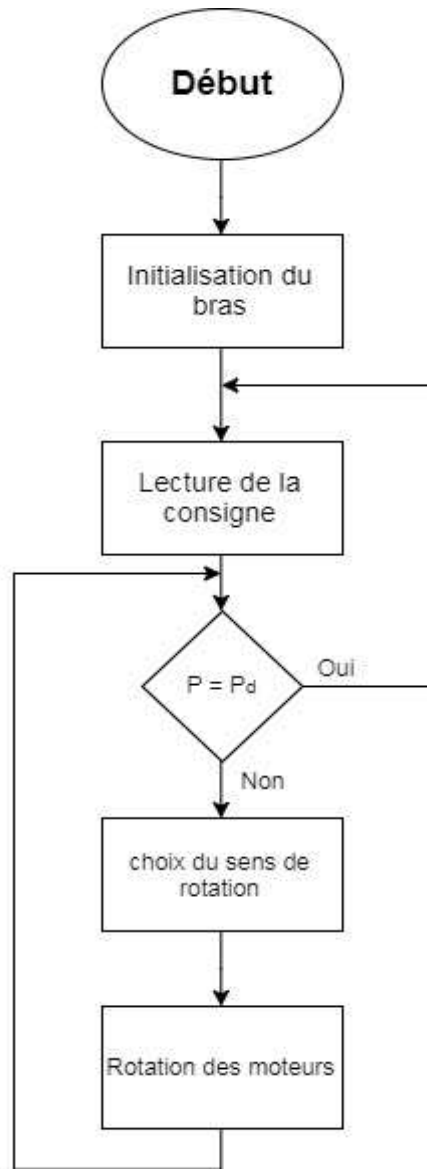 Début
Initialisation du
bras
Lecture de la
consigne
P = Pd
Oui
Non
choix du sens de
rotation
Rotation des moteurs